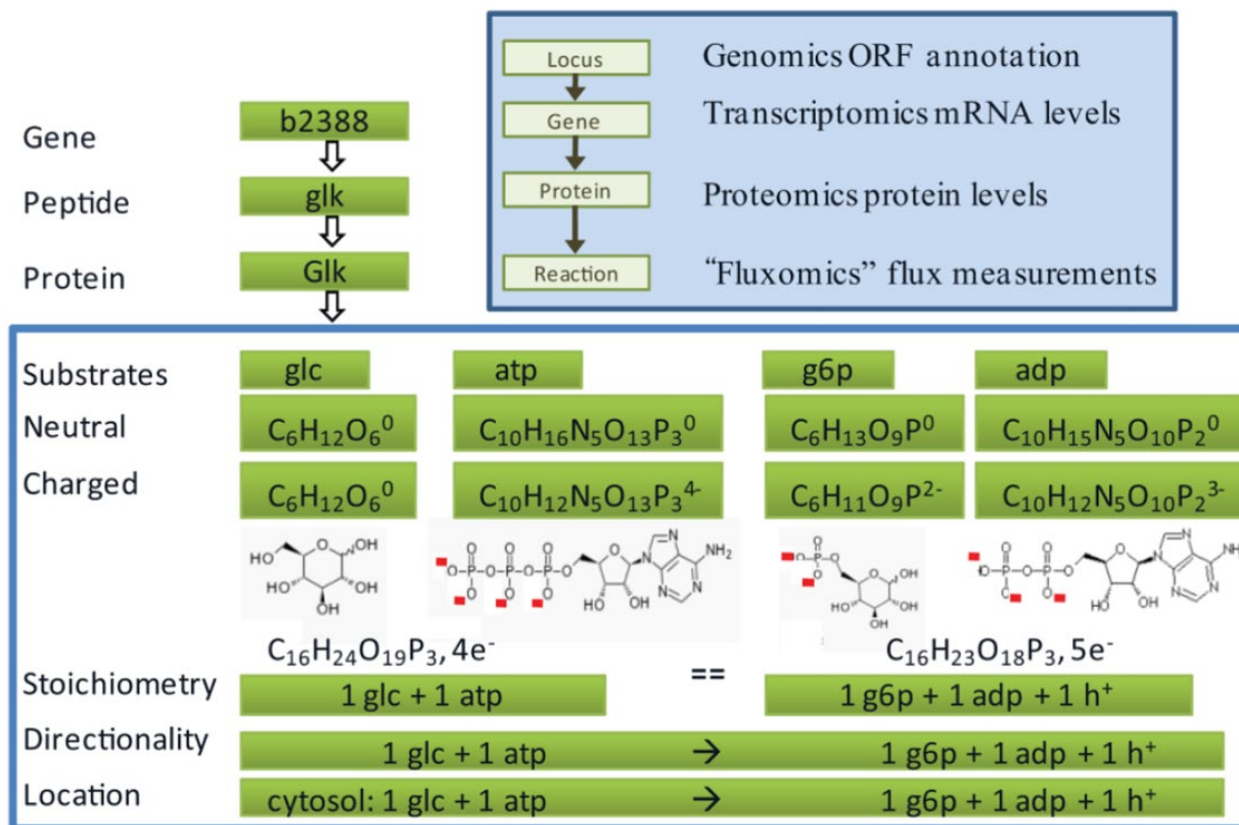 Locus Genomics ORF annotation
Gene Transcriptomics mRNA levels
Protein Proteomics protein levels
Reaction “Fluxomics” flux measurements
Gene b2388
Peptide glk
Protein Glk
Substrates glc atp g6p adp
Neutral C₆H₁₂O₆⁰ C₁₀H₁₆N₅O₁₃P₃⁰ C₆H₁₃O₉P⁰ C₁₀H₁₅N₅O₁₀P₂⁰
Charged C₆H₁₂O₆⁰ C₁₀H₁₂N₅O₁₃P₃⁴⁻ C₆H₁₁O₉P²⁻ C₁₀H₁₂N₅O₁₀P₂³⁻
C₁₆H₂₄O₁₉P₃, 4e⁻ == C₁₆H₂₃O₁₈P₃, 5e⁻
Stoichiometry 1 glc + 1 atp 1 g6p + 1 adp + 1 h⁺
Directionality 1 glc + 1 atp → 1 g6p + 1 adp + 1 h⁺
Location cytosol: 1 glc + 1 atp → 1 g6p + 1 adp + 1 h⁺